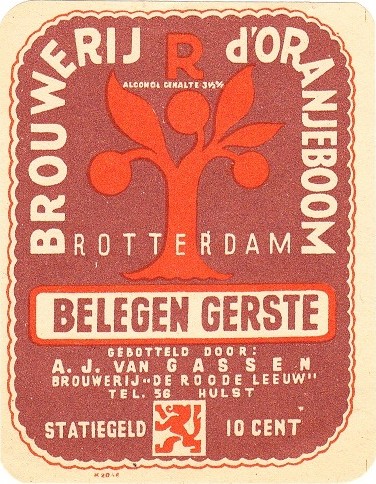 BROUWERIJ d'ORANJEBOOM
R
ALCOHOL GEHALTE 3½%
ROTTERDAM
BELEGEN GERSTE
GEBOTTELD DOOR:
A. J. VAN GASSEN
BROUWERIJ "DE ROODE LEEUW"
TEL. 56 HULST
STATIEGELD 10 CENT